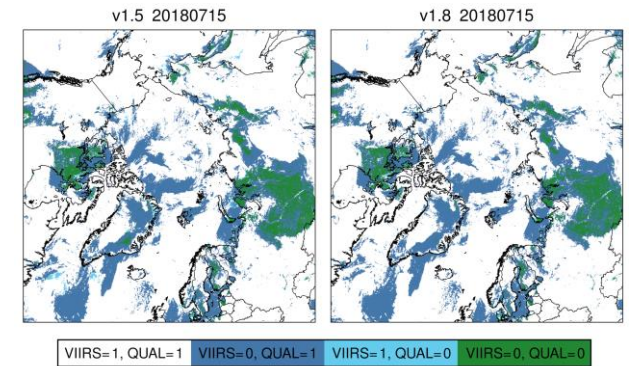 v1.5 20180715
v1.8 20180715
VIIRS=1, QUAL=1 VIIRS=0, QUAL=1 VIIRS=1, QUAL=0 VIIRS=0, QUAL=0